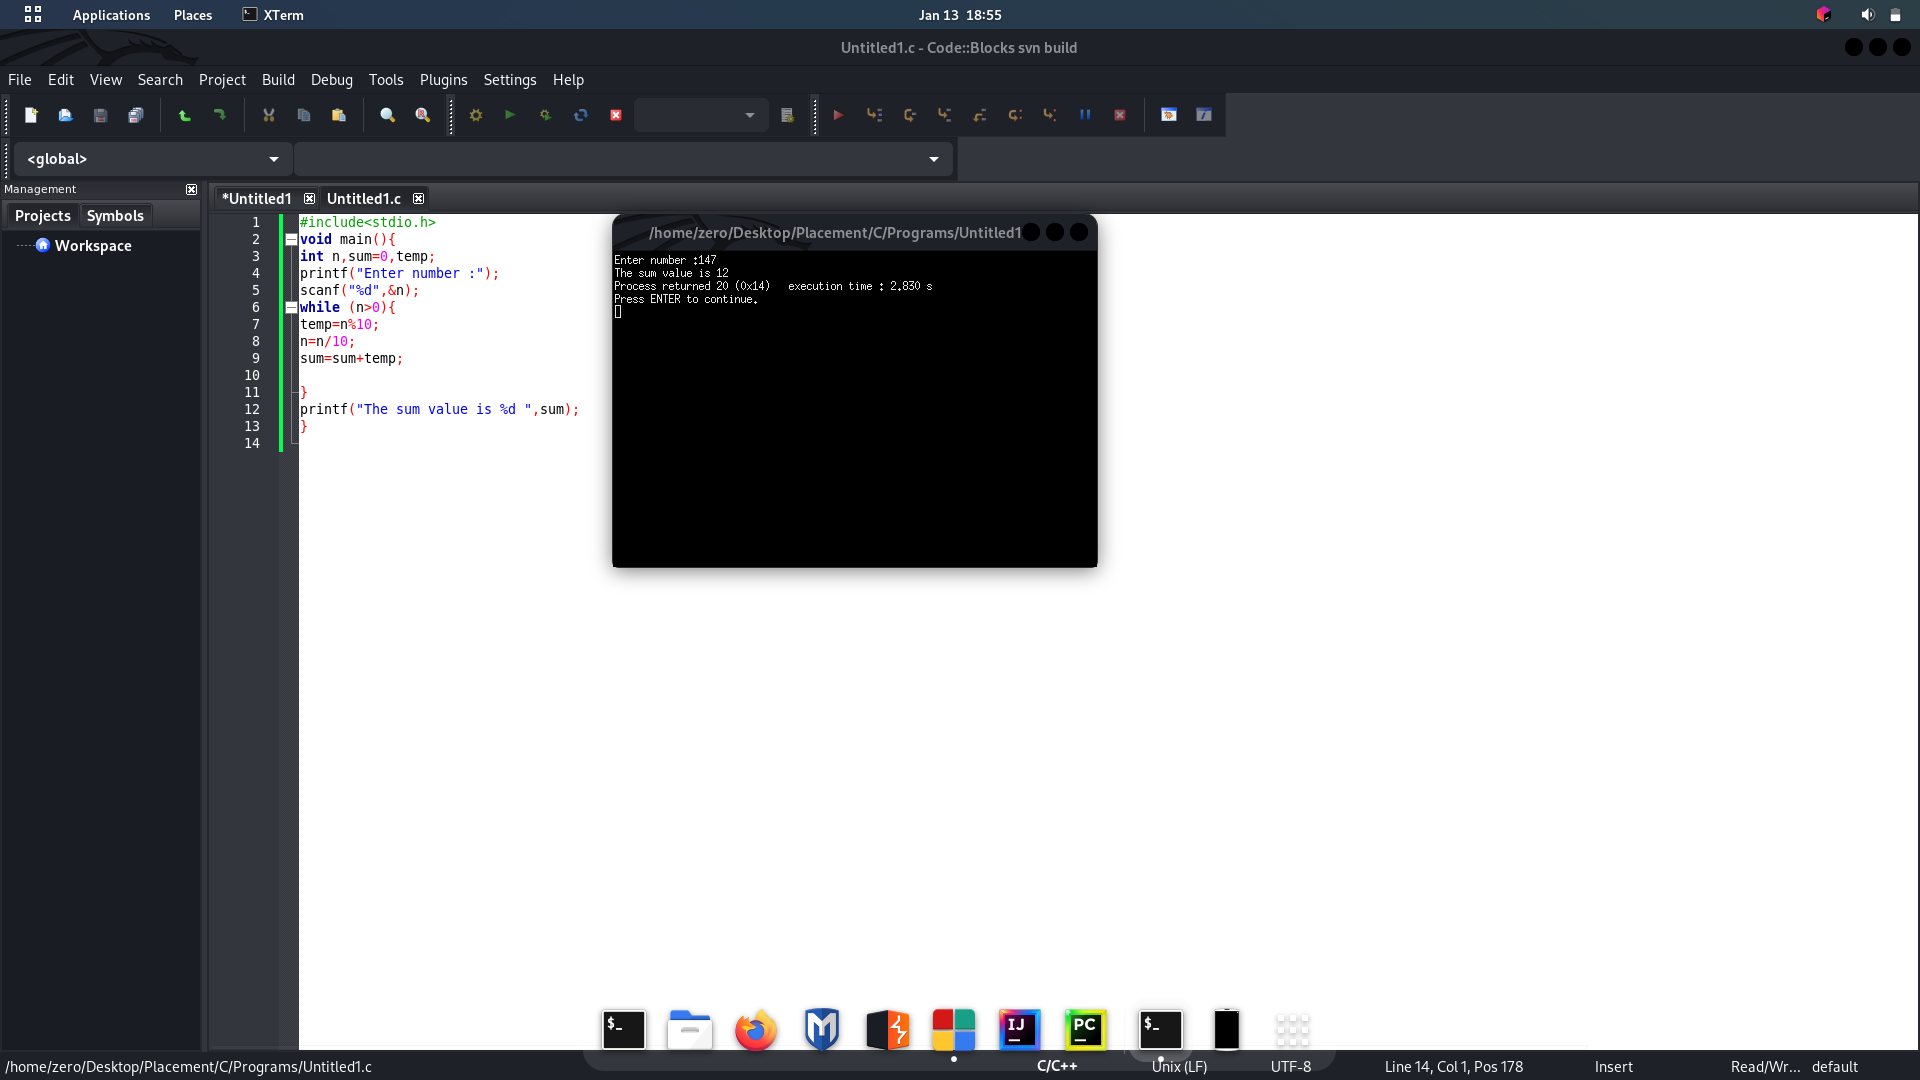 Applications Places XTerm Jan 13 18:55
Untitled1.c - Code::Blocks svn build
File Edit View Search Project Build Debug Tools Plugins Settings Help
<global>
Management
Projects Symbols
Workspace
*Untitled1 Untitled1.c
1 #include<stdio.h>
2 void main(){
3 int n,sum=0,temp;
4 printf("Enter number :");
5 scanf("%d",&n);
6 while (n>0){
7 temp=n%10;
8 n=n/10;
9 sum=sum+temp;
10
11 }
12 printf("The sum value is %d ",sum);
13 }
14
/home/zero/Desktop/Placement/C/Programs/Untitled1
Enter number :147
The sum value is 12
Process returned 20 (0x14) execution time : 2.830 s
Press ENTER to continue.
$_ M IJ PC $_
/home/zero/Desktop/Placement/C/Programs/Untitled1.c C/C++ Unix (LF) UTF-8 Line 14, Col 1, Pos 178 Insert Read/Wr... default